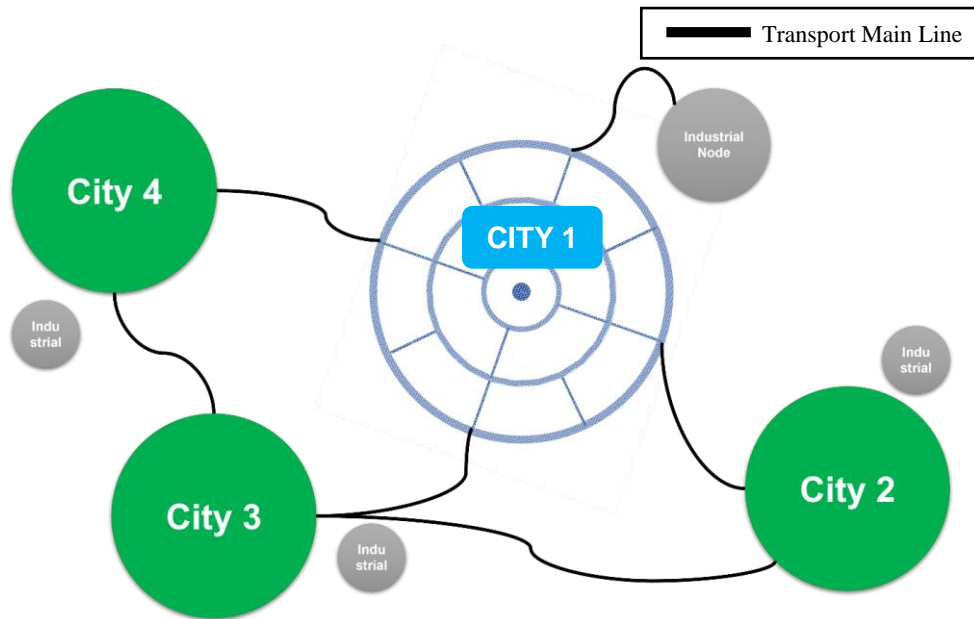 Transport Main Line
Industrial
Node
City 4
CITY 1
Indu
strial
Indu
strial
City 2
City 3
Indu
strial